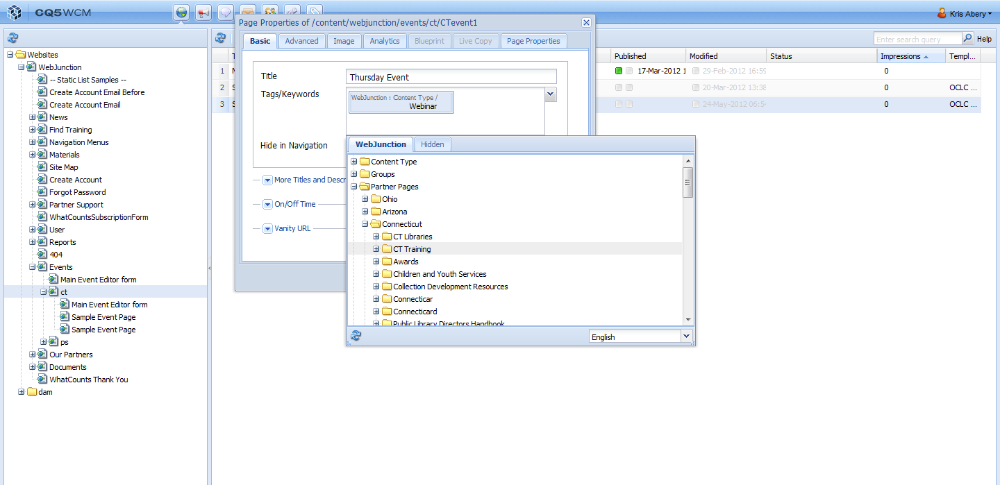 CQ5 WCM
Kris Abery
Page Properties of /content/webjunction/events/ct/CTevent1
Basic Advanced Image Analytics Blueprint Live Copy Page Properties
Title Thursday Event
Tags/Keywords
WebJunction : Content Type /
Webinar
Hide in Navigation
More Titles and Descr
On/Off Time
Vanity URL
WebJunction Hidden
Content Type
Groups
Partner Pages
Ohio
Arizona
Connecticut
CT Libraries
CT Training
Awards
Children and Youth Services
Collection Development Resources
Connecticar
Connecticard
Public Library Directors Handbook
English
Websites
WebJunction
-- Static List Samples --
Create Account Email Before
Create Account Email
News
Find Training
Navigation Menus
Materials
Site Map
Create Account
Forgot Password
Partner Support
WhatCountsSubscriptionForm
User
Reports
404
Events
Main Event Editor form
ct
Main Event Editor form
Sample Event Page
Sample Event Page
ps
Our Partners
Documents
WhatCounts Thank You
dam
Enter search query Help
Published Modified Status Impressions Templ...
1 17-Mar-2012 1 29-Feb-2012 16:59 0
2 20-Mar-2012 13:38 0 OCLC ...
3 24-May-2012 06:5 0 OCLC ...